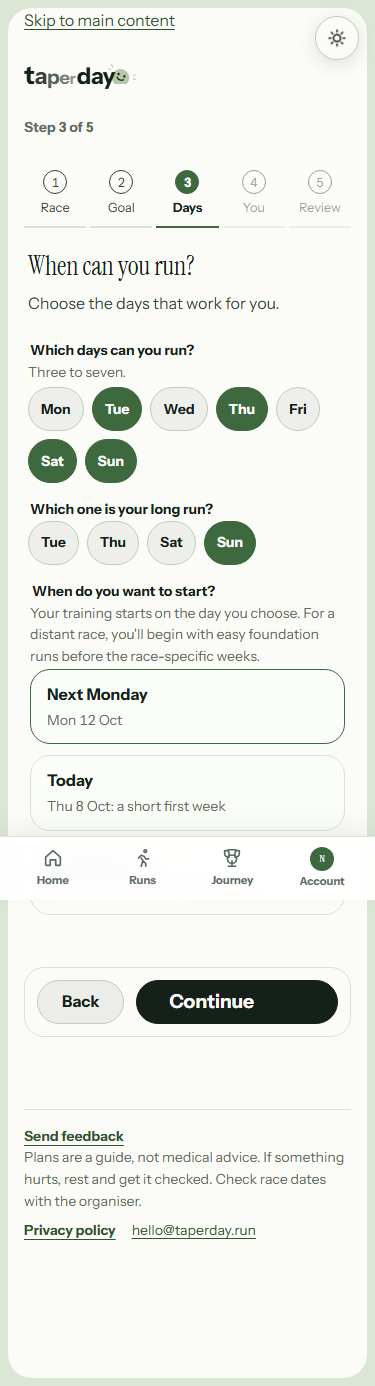 Skip to main content
taperday
Step 3 of 5
1 2 3 4 5
Race Goal Days You Review
When can you run?
Choose the days that work for you.
Which days can you run?
Three to seven.
Mon Tue Wed Thu Fri
Sat Sun
Which one is your long run?
Tue Thu Sat Sun
When do you want to start?
Your training starts on the day you choose. For a
distant race, you'll begin with easy foundation
runs before the race-specific weeks.
Next Monday
Mon 12 Oct
Today
Thu 8 Oct: a short first week
N
Home Runs Journey Account
Back Continue
Send feedback
Plans are a guide, not medical advice. If something
hurts, rest and get it checked. Check race dates
with the organiser.
Privacy policy hello@taperday.run